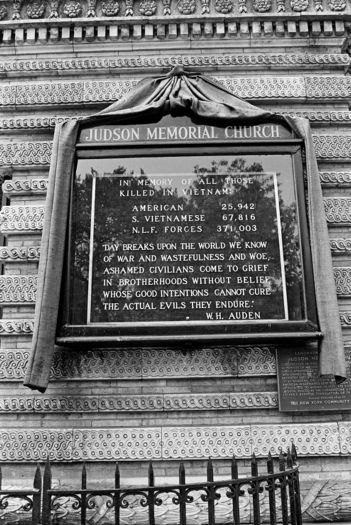 JUDSON MEMORIAL CHURCH
IN MEMORY OF ALL THOSE
KILLED IN VIETNAM
AMERICAN 25,942
S. VIETNAMESE 67,816
N.L.F. FORCES 371,003
"DAY BREAKS UPON THE WORLD WE KNOW
OF WAR AND WASTEFULNESS AND WOE,
ASHAMED CIVILIANS COME TO GRIEF
IN BROTHERHOODS WITHOUT BELIEF,
WHOSE GOOD INTENTIONS CANNOT CURE
THE ACTUAL EVILS THEY ENDURE."
W.H. AUDEN
LANDMARK